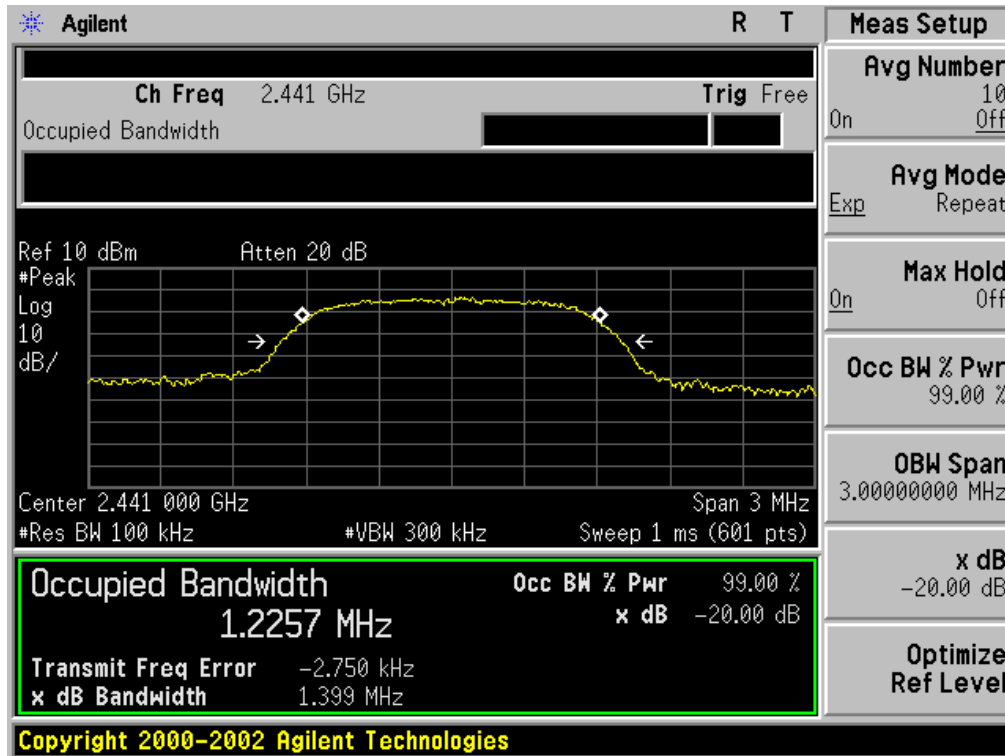 Agilent R T
Ch Freq 2.441 GHz Trig Free
Occupied Bandwidth
Ref 10 dBm Atten 20 dB
#Peak
Log
10
dB/
Center 2.441 000 GHz Span 3 MHz
#Res BW 100 kHz #VBW 300 kHz Sweep 1 ms (601 pts)
Occupied Bandwidth Occ BW % Pwr 99.00 %
1.2257 MHz x dB -20.00 dB
Transmit Freq Error -2.750 kHz
x dB Bandwidth 1.399 MHz
Copyright 2000-2002 Agilent Technologies
Meas Setup
Avg Number
10
On Off
Avg Mode
Exp Repeat
Max Hold
On Off
Occ BW % Pwr
99.00 %
OBW Span
3.00000000 MHz
x dB
-20.00 dB
Optimize
Ref Level